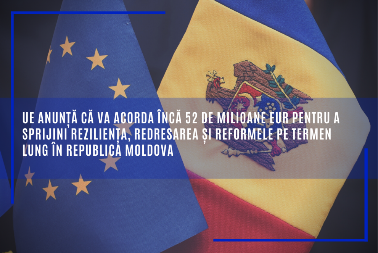 UE ANUNȚĂ CĂ VA ACORDA ÎNCĂ 52 DE MILIOANE EUR PENTRU A
SPRIJINI REZILIENȚA, REDRESAREA ȘI REFORMELE PE TERMEN
LUNG ÎN REPUBLICA MOLDOVA